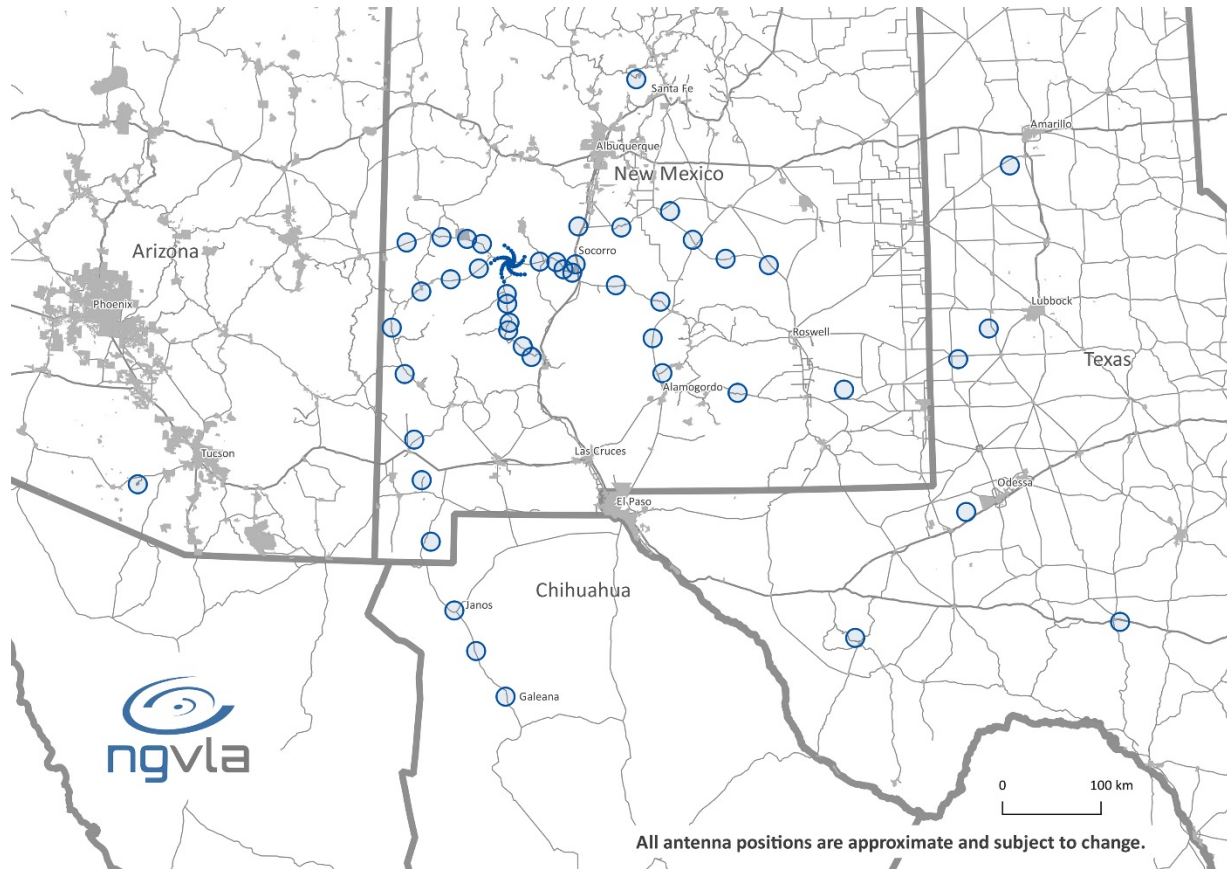 Santa Fe
Amarillo
Albuquerque
New Mexico
Arizona
Socorro
Phoenix
Lubbock
Roswell
Texas
Alamogordo
Tucson
Las Cruces
Odessa
El Paso
Chihuahua
Janos
Galeana
ngvla
0 100 km
All antenna positions are approximate and subject to change.